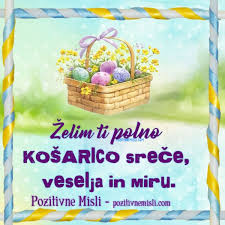 Želim ti polno
KOŠARICO sreče,
veselja in miru.
Pozitivne Misli - pozitivnemisli.com